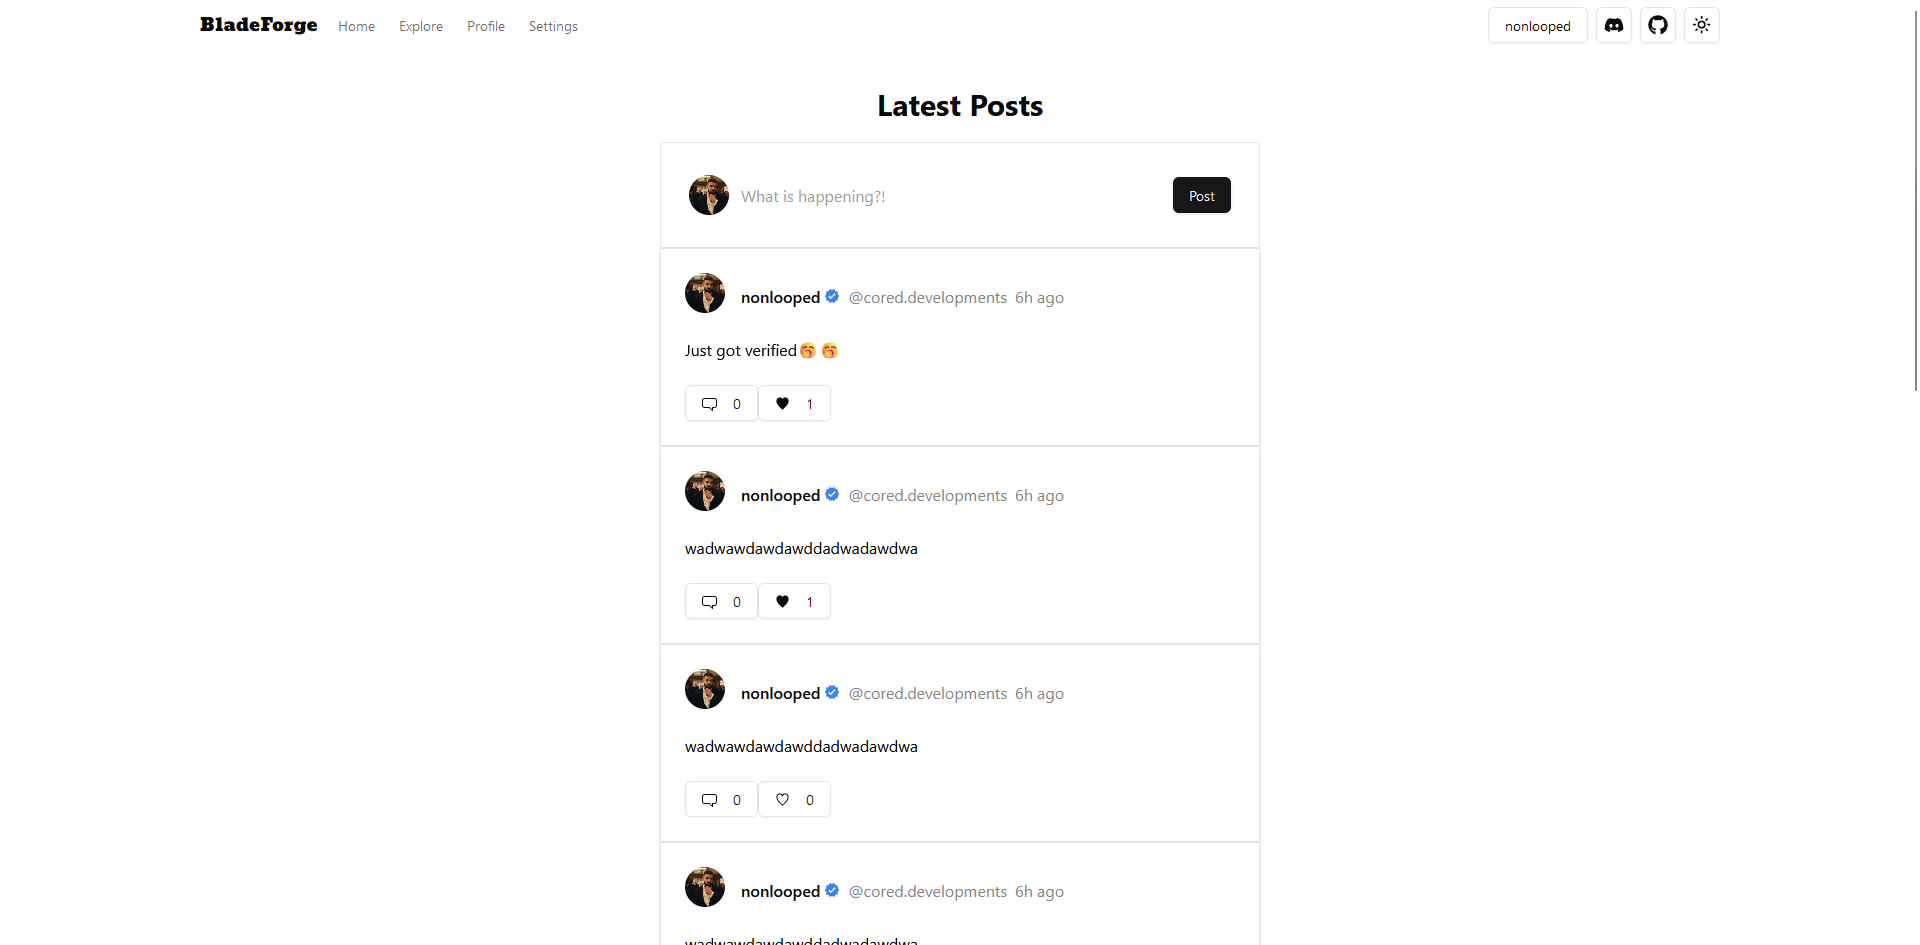 BladeForge Home Explore Profile Settings nonlooped
Latest Posts
What is happening?! Post
nonlooped @cored.developments 6h ago
Just got verified🥱🥱
0 1
nonlooped @cored.developments 6h ago
wadwawdawdawddadwadawdwa
0 1
nonlooped @cored.developments 6h ago
wadwawdawdawddadwadawdwa
0 0
nonlooped @cored.developments 6h ago
wadwawdawdawddadwadawdwa